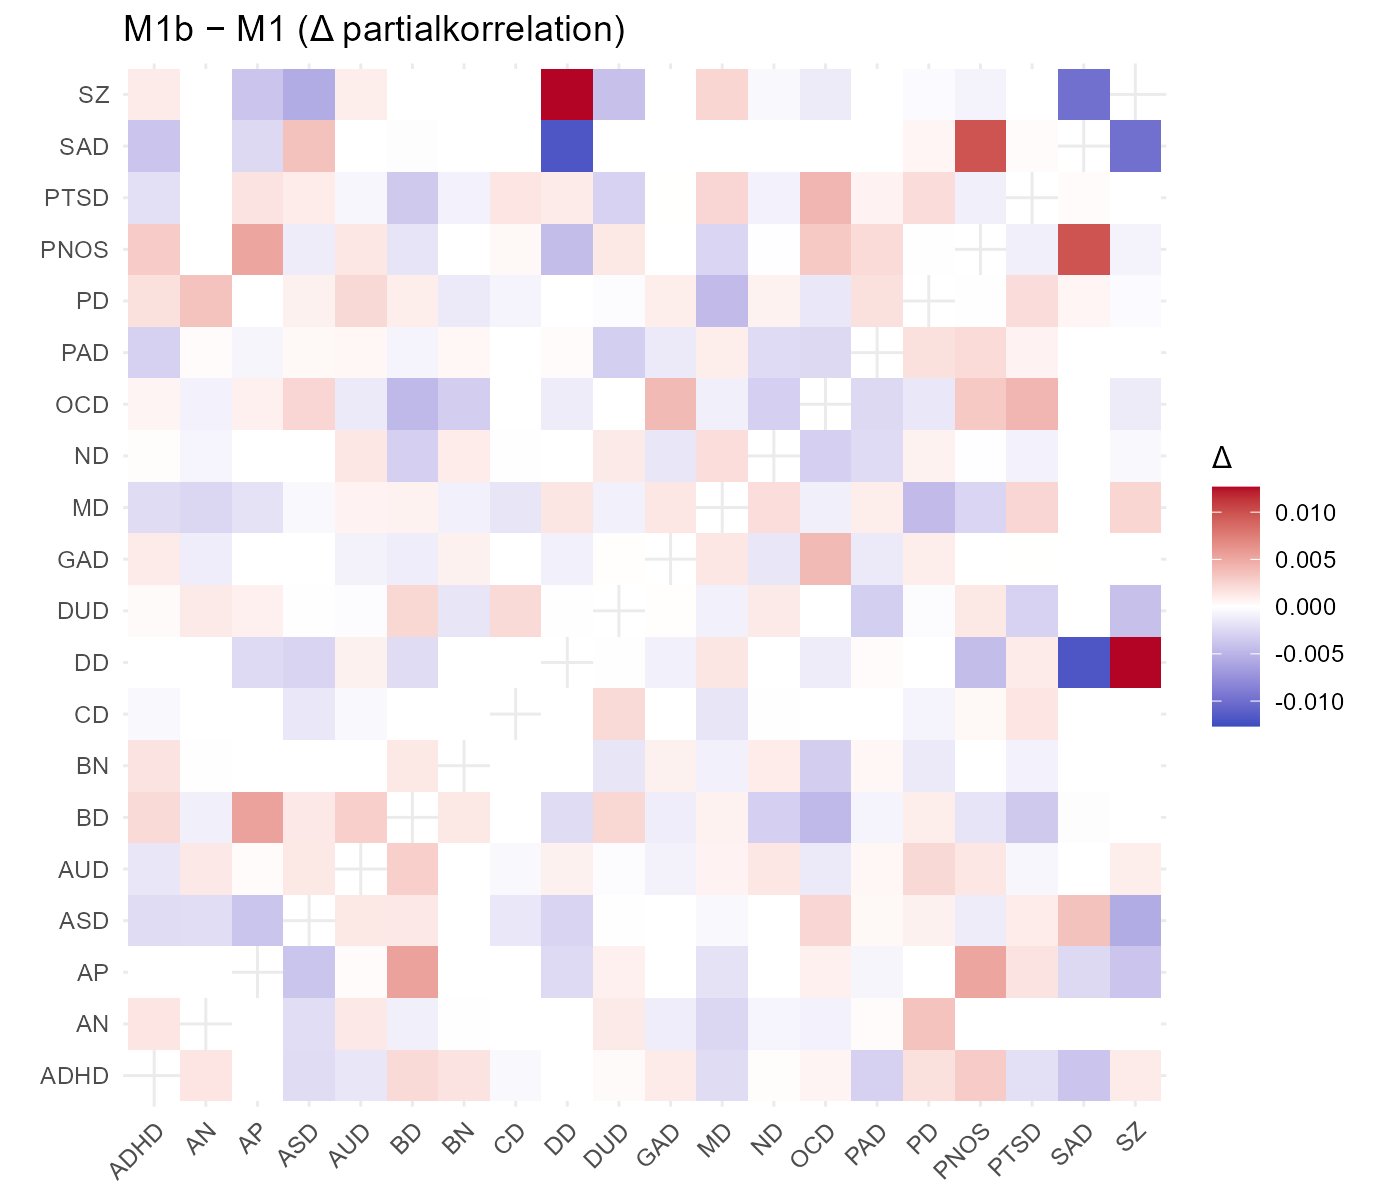 M1b − M1 (Δ partialkorrelation)
SZ
SAD
PTSD
PNOS
PD
PAD
OCD
ND
MD
GAD
DUD
DD
CD
BN
BD
AUD
ASD
AP
AN
ADHD
ADHD AN AP ASD AUD BD BN CD DD DUD GAD MD ND OCD PAD PD PNOS PTSD SAD SZ
Δ
0.010
0.005
0.000
-0.005
-0.010